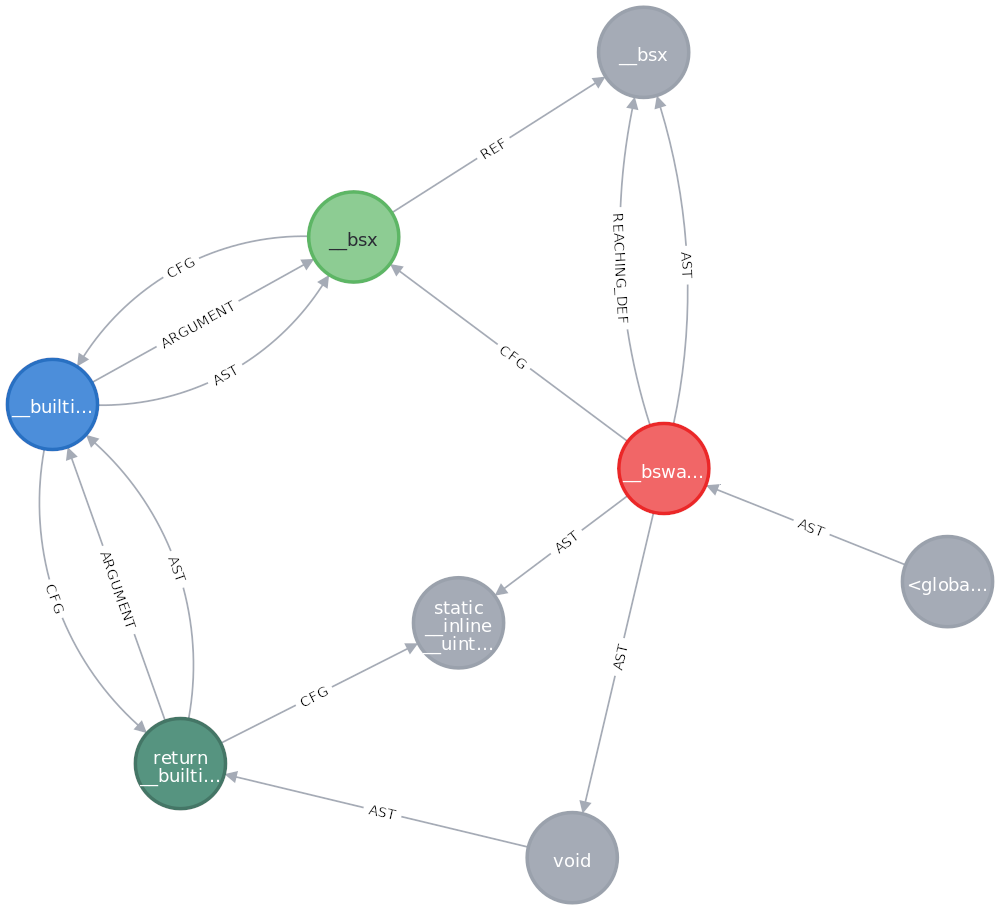 __bsx
REF
__bsx
CFG
REACHING_DEF
AST
ARGUMENT
CFG
AST
__builti...
__bswa...
AST
<globa...
AST
CFG
ARGUMENT
AST
static
__inline
__uint...
AST
CFG
return
__builti...
AST
void